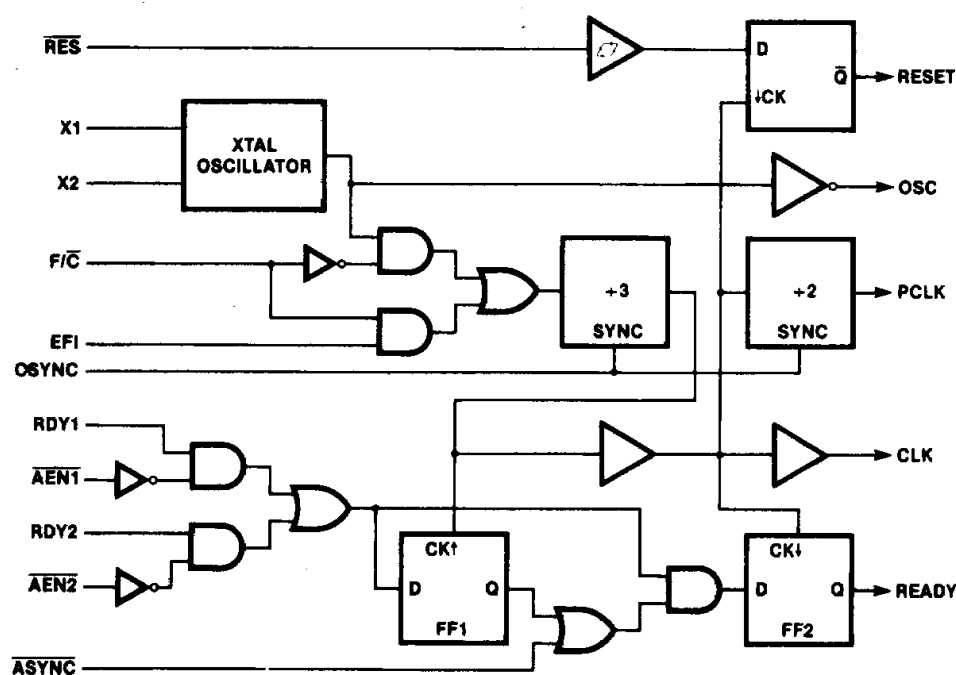 RES
D
Q
RESET
↓CK
X1
XTAL
OSCILLATOR
X2
OSC
F/C
÷3
÷2
PCLK
SYNC
SYNC
EFI
OSYNC
RDY1
AEN1
CLK
RDY2
CK↑
CK↓
AEN2
D
Q
D
Q
READY
FF1
FF2
ASYNC